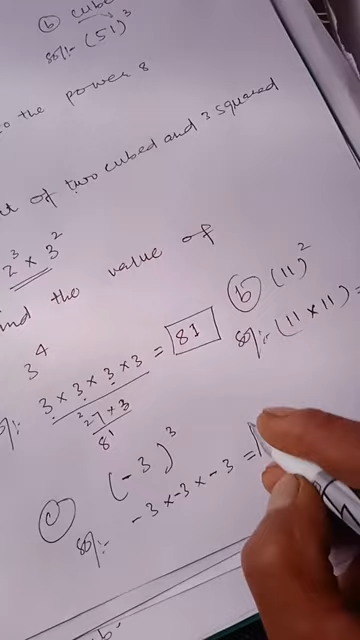 (b) cube
sol:- (51)³
to the power 8
of two cubed and 3 squared
2³ × 3²
ind the value of
3⁴
sol:- 3 × 3 × 3 × 3 = 81
27 × 3
81
(b) (11)²
sol:- (11 × 11) =
(c) (-3)³
sol:- -3 × -3 × -3 =